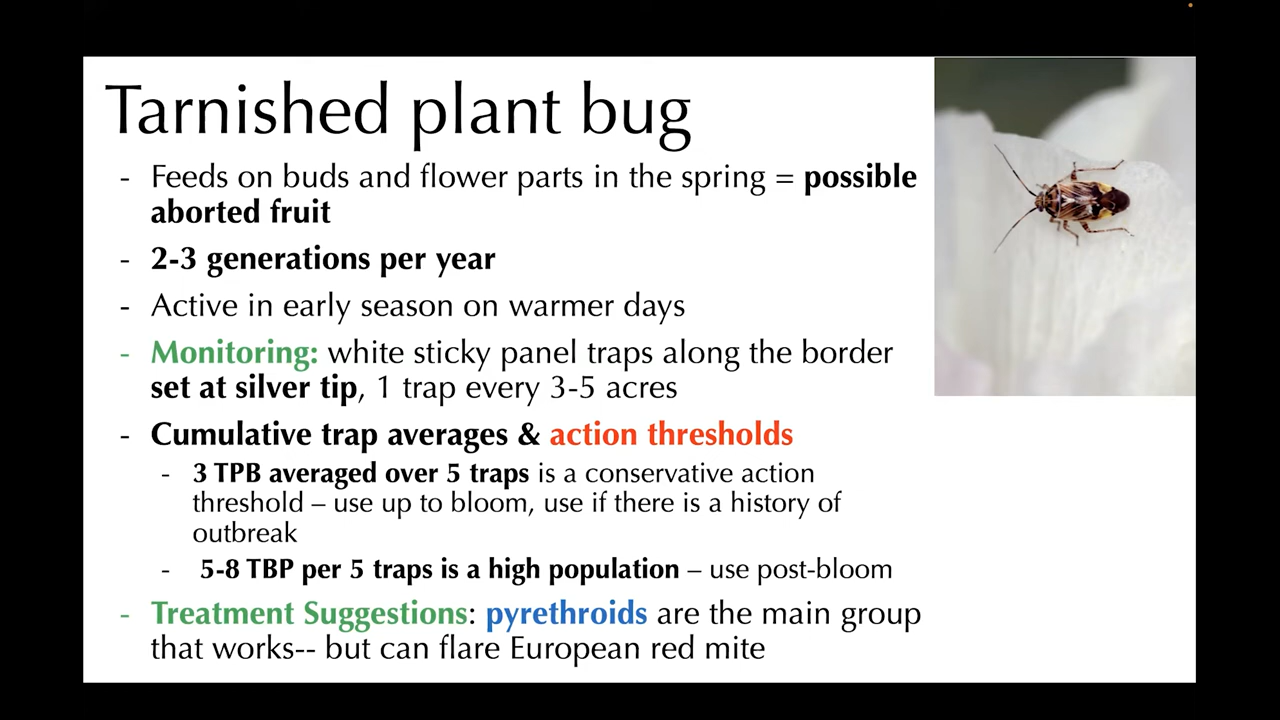 Tarnished plant bug
- Feeds on buds and flower parts in the spring = possible
aborted fruit
- 2-3 generations per year
- Active in early season on warmer days
- Monitoring: white sticky panel traps along the border
set at silver tip, 1 trap every 3-5 acres
- Cumulative trap averages & action thresholds
- 3 TPB averaged over 5 traps is a conservative action
threshold – use up to bloom, use if there is a history of
outbreak
- 5-8 TBP per 5 traps is a high population – use post-bloom
- Treatment Suggestions: pyrethroids are the main group
that works-- but can flare European red mite